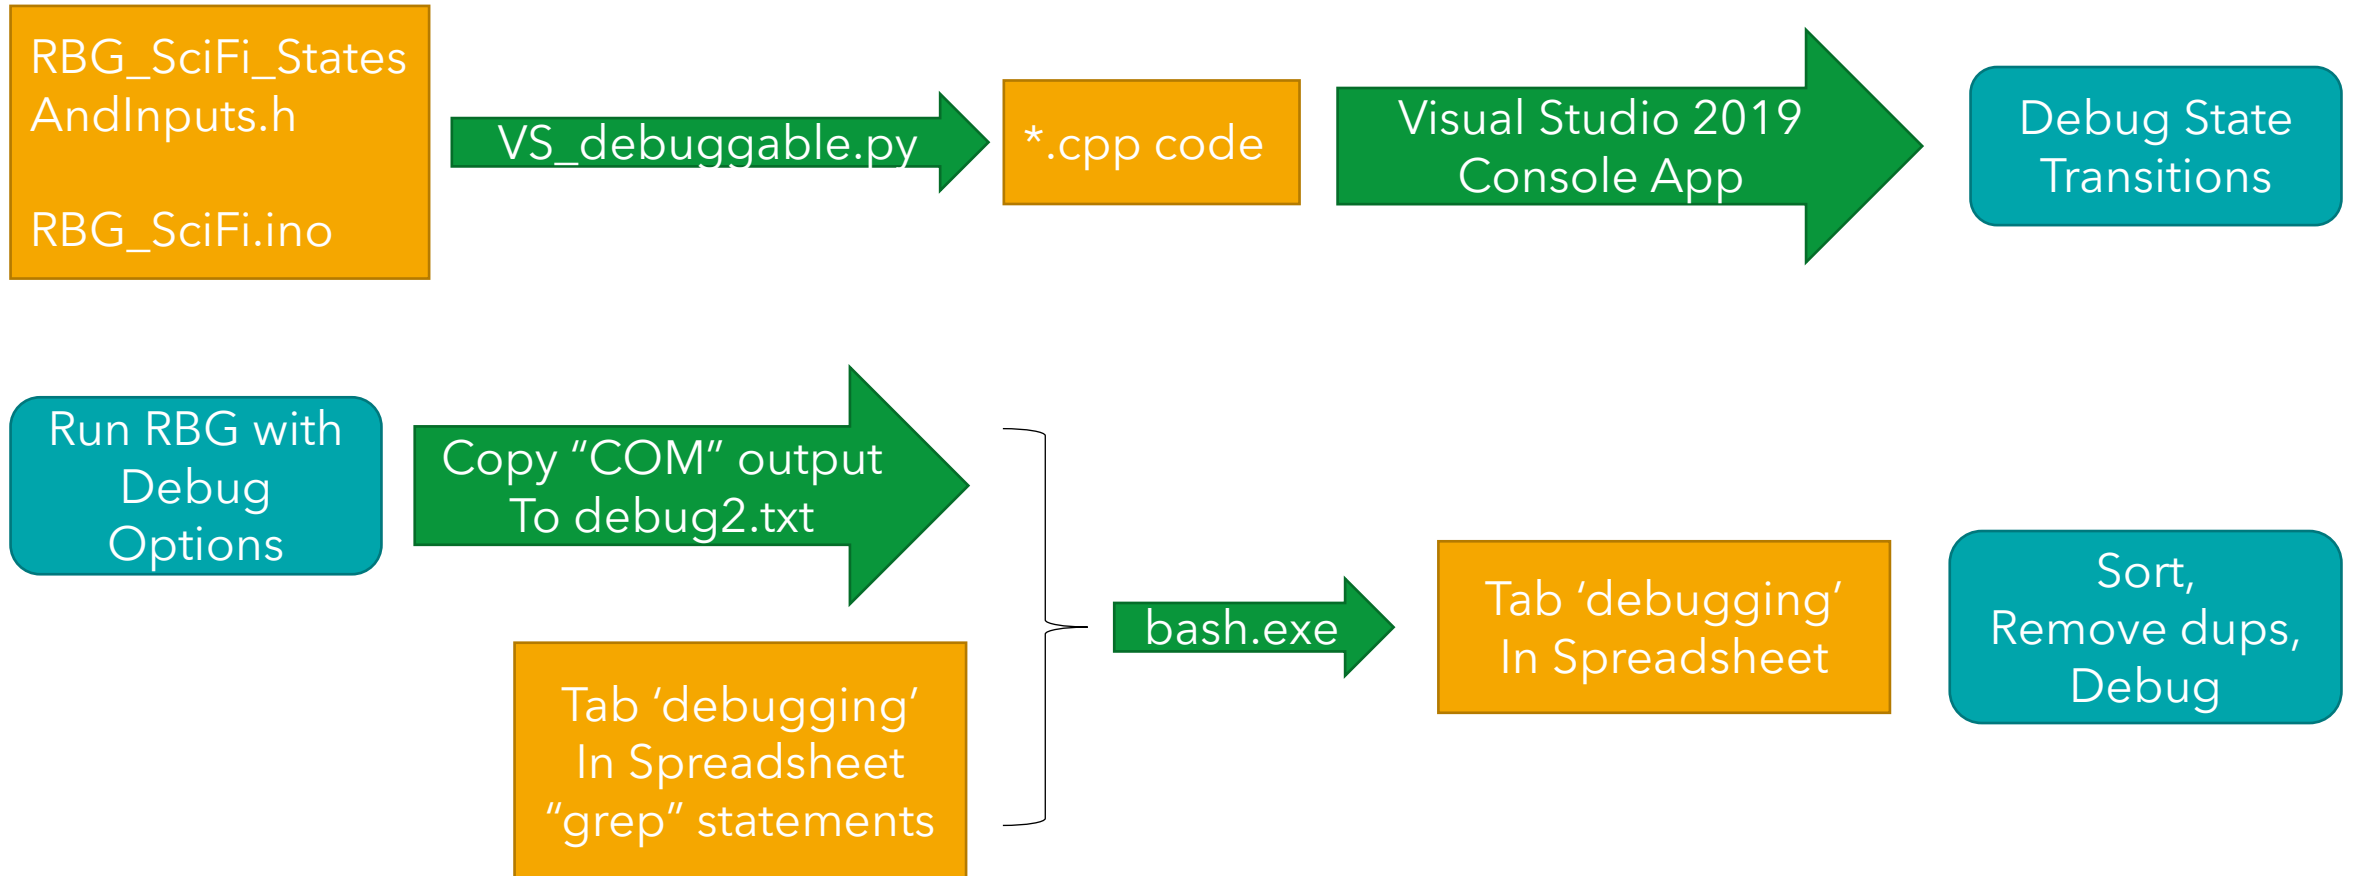 RBG_SciFi_States
AndInputs.h
RBG_SciFi.ino
VS_debuggable.py
*.cpp code
Visual Studio 2019
Console App
Debug State
Transitions
Run RBG with
Debug
Options
Copy “COM” output
To debug2.txt
Tab ‘debugging’
In Spreadsheet
“grep” statements
bash.exe
Tab ‘debugging’
In Spreadsheet
Sort,
Remove dups,
Debug